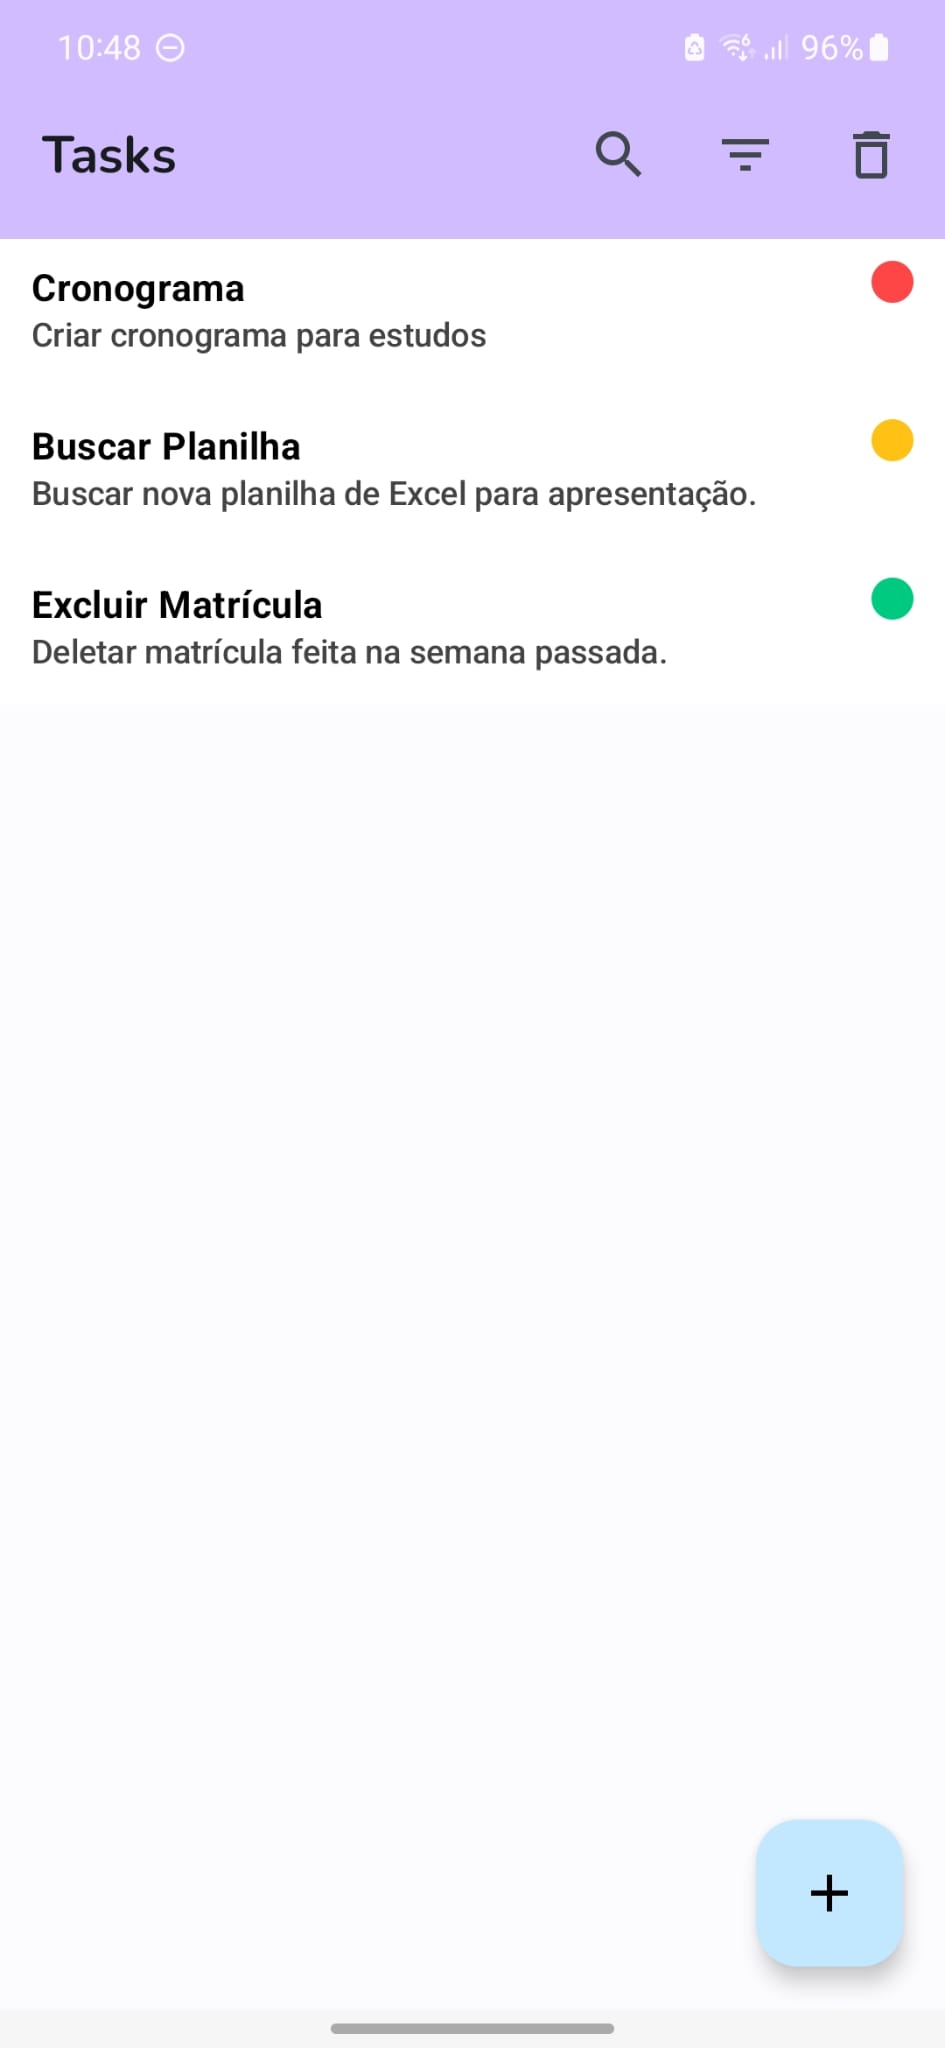 10:48
96%
Tasks
Cronograma
Criar cronograma para estudos
Buscar Planilha
Buscar nova planilha de Excel para apresentação.
Excluir Matrícula
Deletar matrícula feita na semana passada.